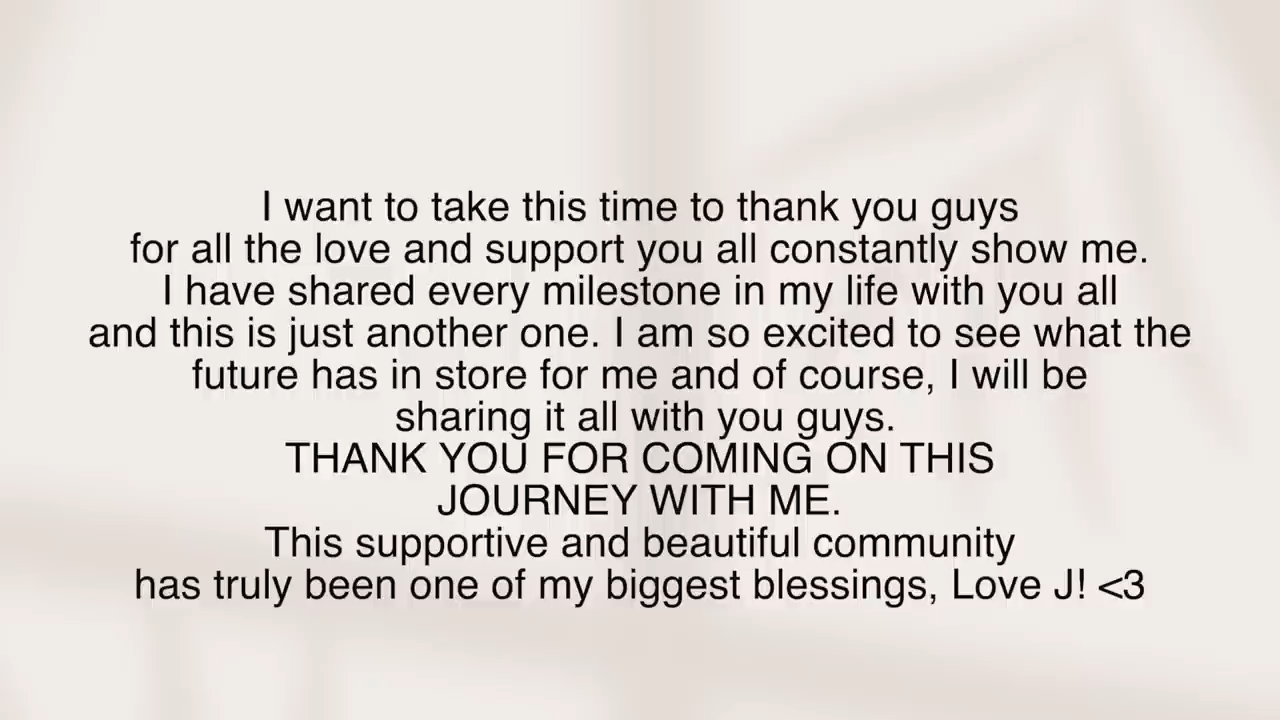 I want to take this time to thank you guys
for all the love and support you all constantly show me.
I have shared every milestone in my life with you all
and this is just another one. I am so excited to see what the
future has in store for me and of course, I will be
sharing it all with you guys.
THANK YOU FOR COMING ON THIS
JOURNEY WITH ME.
This supportive and beautiful community
has truly been one of my biggest blessings, Love J! <3